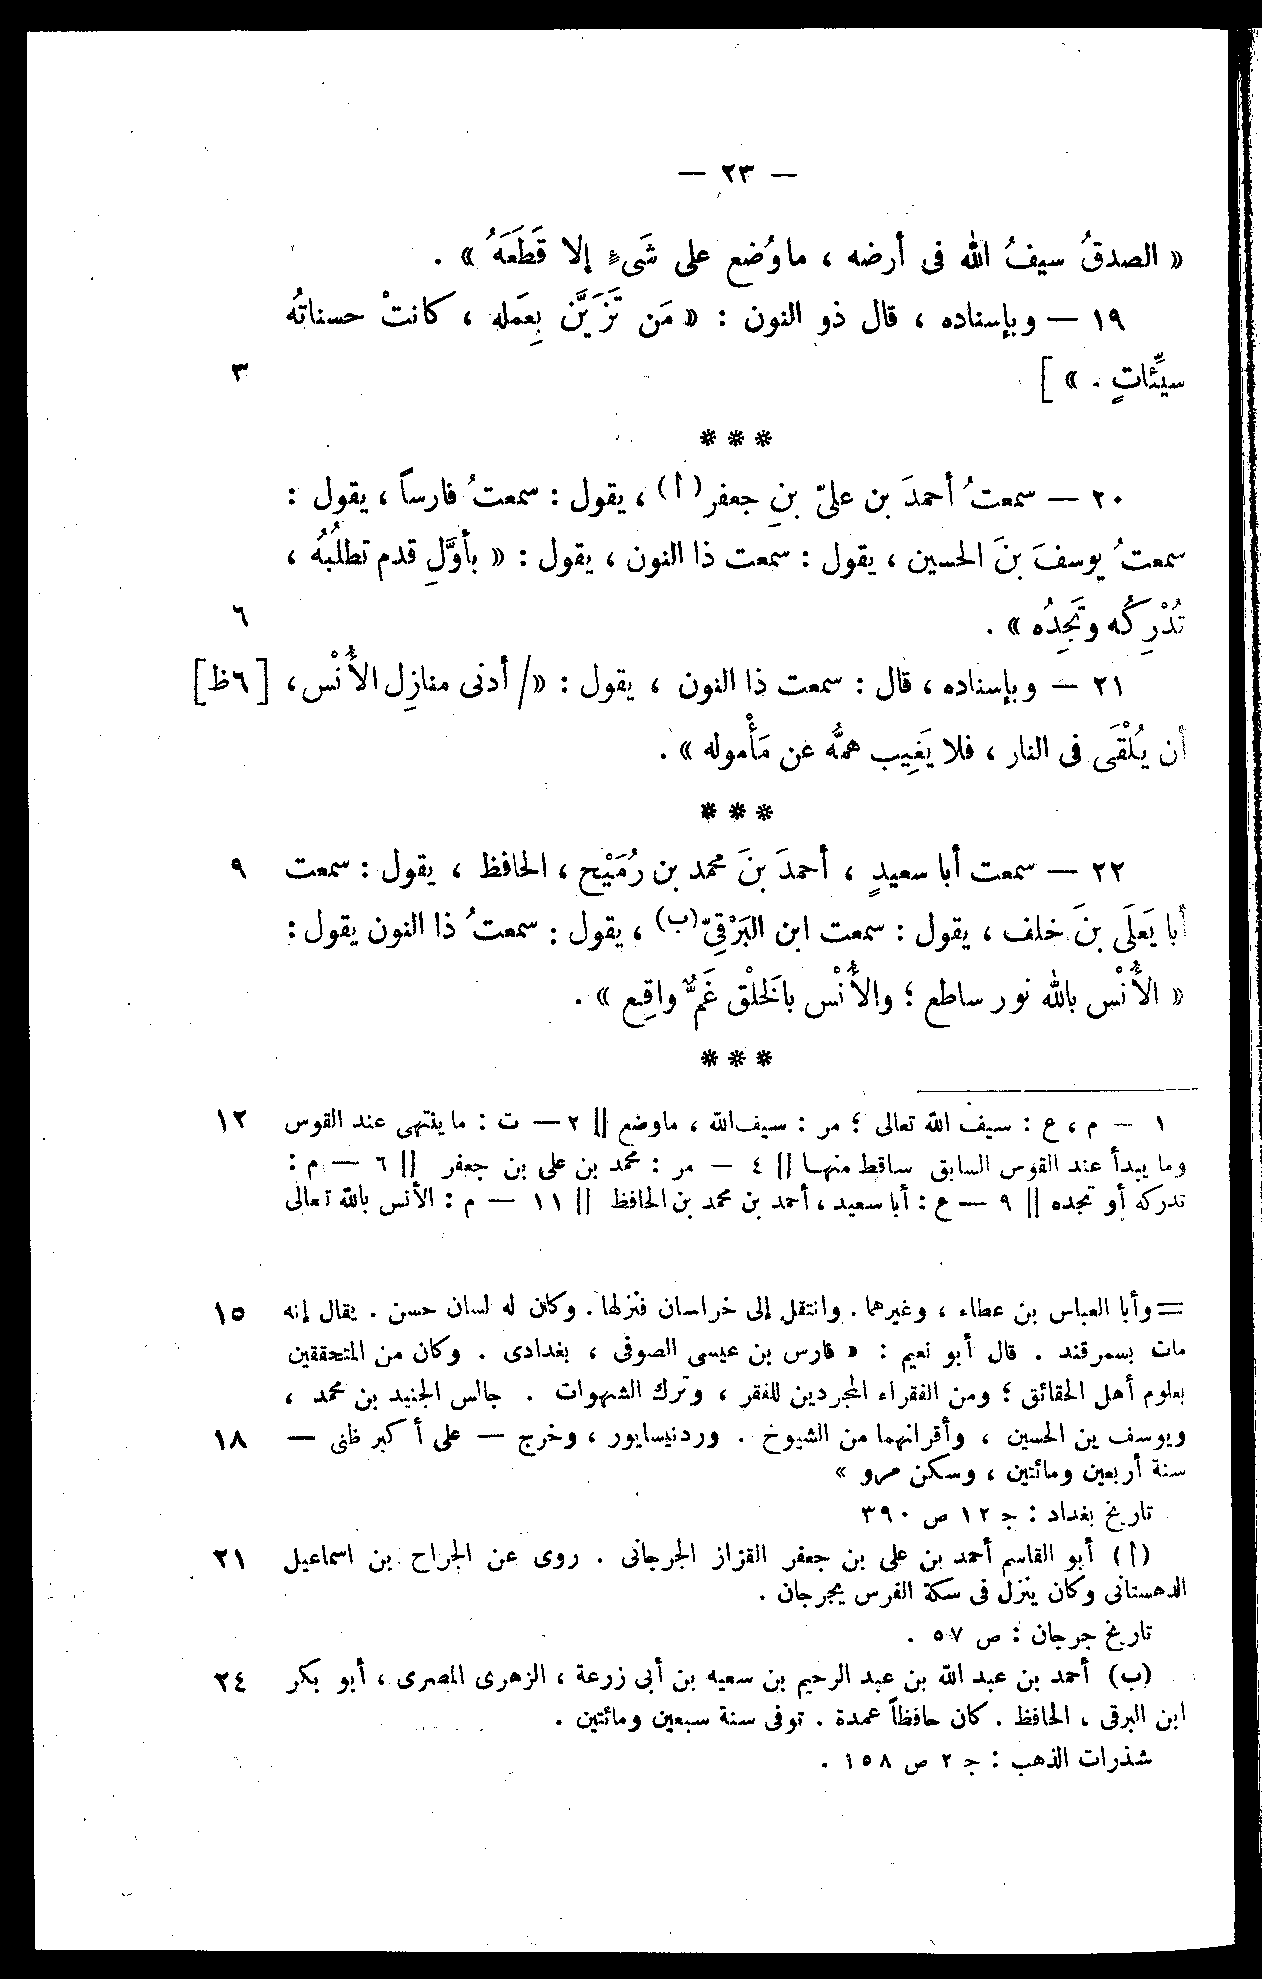 — ٢٣ —
« الصدقُ سيفُ الله فى أرضه ، ماوُضع على شَىءٍ إلا قَطَعَهُ » .
١٩ — وبإسناده ، قال ذو النون : « مَن تَزَيَّن بِعَمله ، كانتْ حسناتهُ
سيِّئاتٍ . » ] ٣
* * *
٢٠ — سمعتُ أحمدَ بن علىّ بنِ جعفر (أ) ، يقول : سمعتُ فارساً ، يقول :
سمعتُ يوسفَ بنَ الحسين ، يقول : سمعت ذا النون ، يقول : « بأوَّلِ قدم تطلُبُهُ ،
تُدْرِكُه وتَجِدُه » . ٦
٢١ — وبإسناده ، قال : سمعت ذا النون ، يقول : «/ أدنى منازِل الأُنْس، [٦ظ]
أن يُلْقَى فى النار ، فلا يَغِيب همُّه عن مَأْموله » .
* * *
٢٢ — سمعت أبا سعيدٍ ، أحمدَ بنَ محمد بن رُمَيْح ، الحافظ ، يقول : سمعت ٩
أبا يَعلَى بنَ خلف ، يقول : سمعت ابن البَرْقِىّ (ب) ، يقول : سمعتُ ذا النون يقول :
« الأُنْس بالله نور ساطع ؛ والأُنْس بالخلْق غَمٌّ واقِع » .
* * *
١ — م ، ع : سيف الله تعالى ؛ مر : سيف الله ، ماوضع || ٢ — ت : ما ينتهى عند القوس ١٢
وما يبدأ عند القوس السابق ساقط منها || ٤ — مر : محمد بن على بن جعفر || ٦ — م :
تدركه أو تجده || ٩ — ع : أبا سعيد ، أحمد بن محمد بن الحافظ || ١١ — م : الأنس بالله تعالى
= وأبا العباس بن عطاء ، وغيرهما . وانتقل إلى خراسان فنزلها . وكان له لسان حسن . يقال إنه ١٥
مات بسمرقند . قال أبو نعيم : « فارس بن عيسى الصوفى ، بغدادى . وكان من المتحققين
بعلوم أهل الحقائق ؛ ومن الفقراء المجردين للفقر ، وترك الشهوات . جالس الجنيد بن محمد ،
ويوسف بن الحسين ، وأقرانهما من الشيوخ . وردنيسابور ، وخرج — على أكبر ظنى — ١٨
سنة أربعين ومائتين ، وسكن مرو »
تاريخ بغداد : ج ١٢ ص ٣٩٠
(أ) أبو القاسم أحمد بن على بن جعفر القزاز الجرجانى . روى عن الجراح بن اسماعيل ٢١
الدهستانى وكان ينزل فى سكة الفرس بجرجان .
تاريخ جرجان : ص ٥٧ .
(ب) أحمد بن عبد الله بن عبد الرحيم بن سعيه بن أبى زرعة ، الزهرى المصرى ، أبو بكر ٢٤
ابن البرقى ، الحافظ . كان حافظاً عمدة . توفى سنة سبعين ومائتين .
شذرات الذهب : ج ٢ ص ١٥٨ .